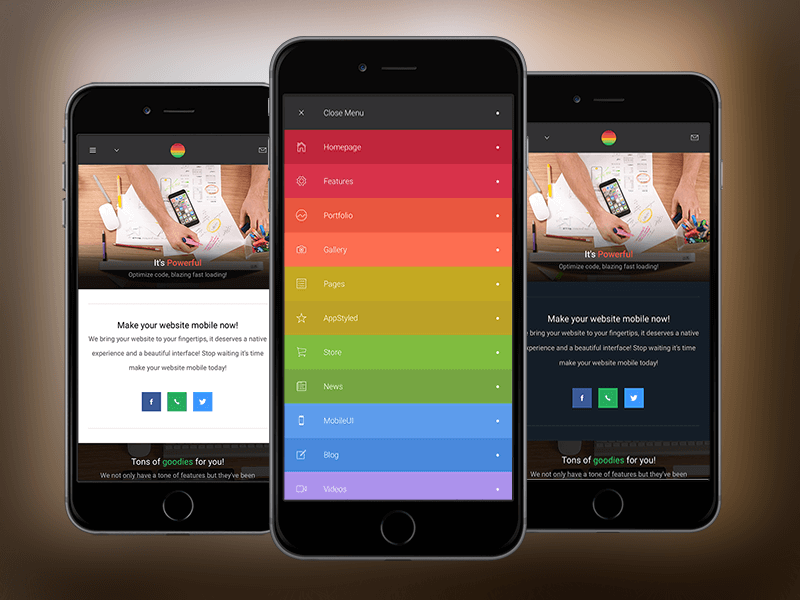 It's Powerful
Optimize code, blazing fast loading!
Make your website mobile now!
We bring your website to your fingertips, it deserves a native
experience and a beautiful interface! Stop waiting it's time
make your website mobile today!
f
Tons of goodies for you!
We not only have a tone of features but they've been
Close Menu
Homepage
Features
Portfolio
Gallery
Pages
AppStyled
Store
News
MobileUI
Blog
Videos
It's Powerful
Optimize code, blazing fast loading!
Make your website mobile now!
bring your website to your fingertips, it deserves a native
experience and a beautiful interface! Stop waiting it's time
make your website mobile today!
f
Tons of goodies for you!
We not only have a tone of features but they've been